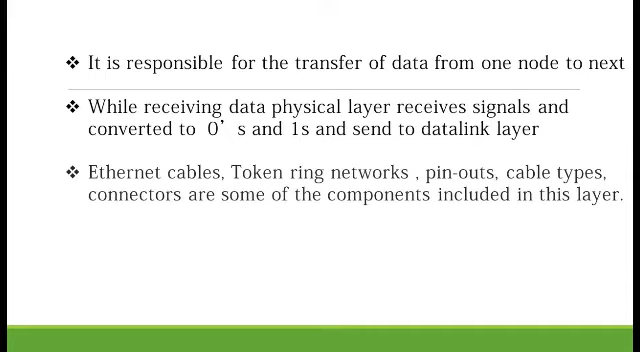 ❖ It is responsible for the transfer of data from one node to next
❖ While receiving data physical layer receives signals and
converted to 0’s and 1s and send to datalink layer
❖ Ethernet cables, Token ring networks , pin-outs, cable types,
connectors are some of the components included in this layer.